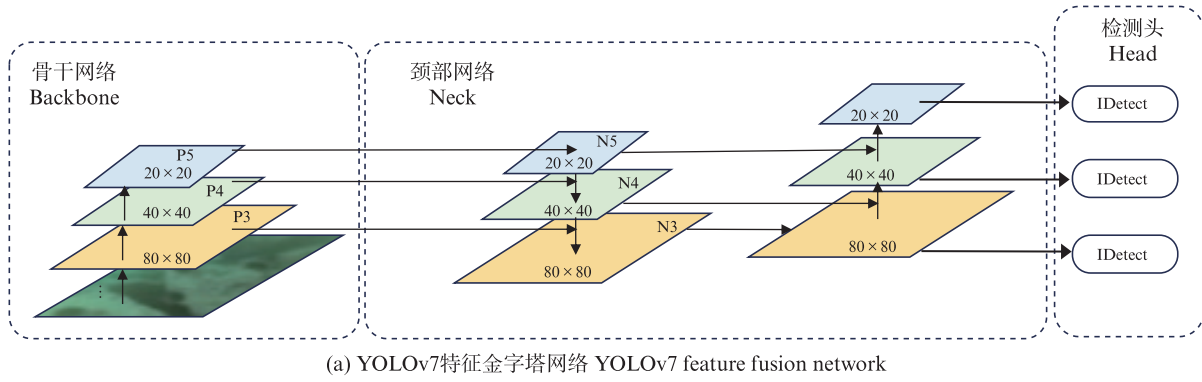 骨干网络
Backbone
P5
20×20
P4
40×40
P3
80×80
⋮
颈部网络
Neck
N5
20×20
N4
40×40
N3
80×80
20×20
40×40
80×80
检测头
Head
IDetect
IDetect
IDetect
(a) YOLOv7特征金字塔网络 YOLOv7 feature fusion network